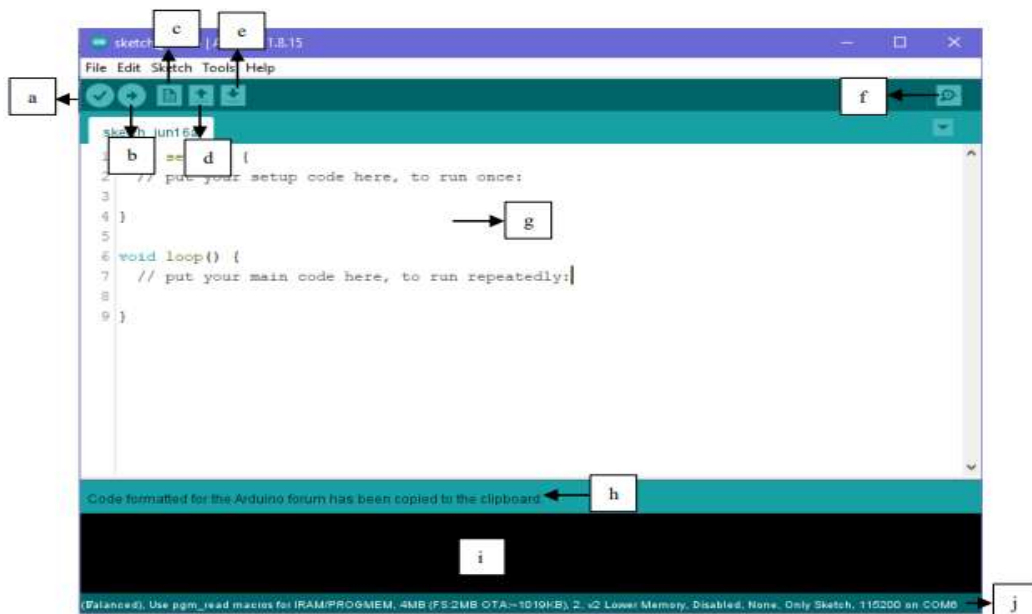 c
e
sketch | 1.8.15
File Edit Sketch Tools Help
a
f
b
d
1 {
2 // put your setup code here, to run once:
3
4 }
g
5
6 void loop() {
7 // put your main code here, to run repeatedly:
8
9 }
Code formatted for the Arduino forum has been copied to the clipboard.
h
i
Use pgm_read macros for IRAM/PROGMEM, 4MB (FS:2MB OTA:~1019KB), 2, v2 Lower Memory, Disabled, None, Only Sketch, 115200 on COM6
j